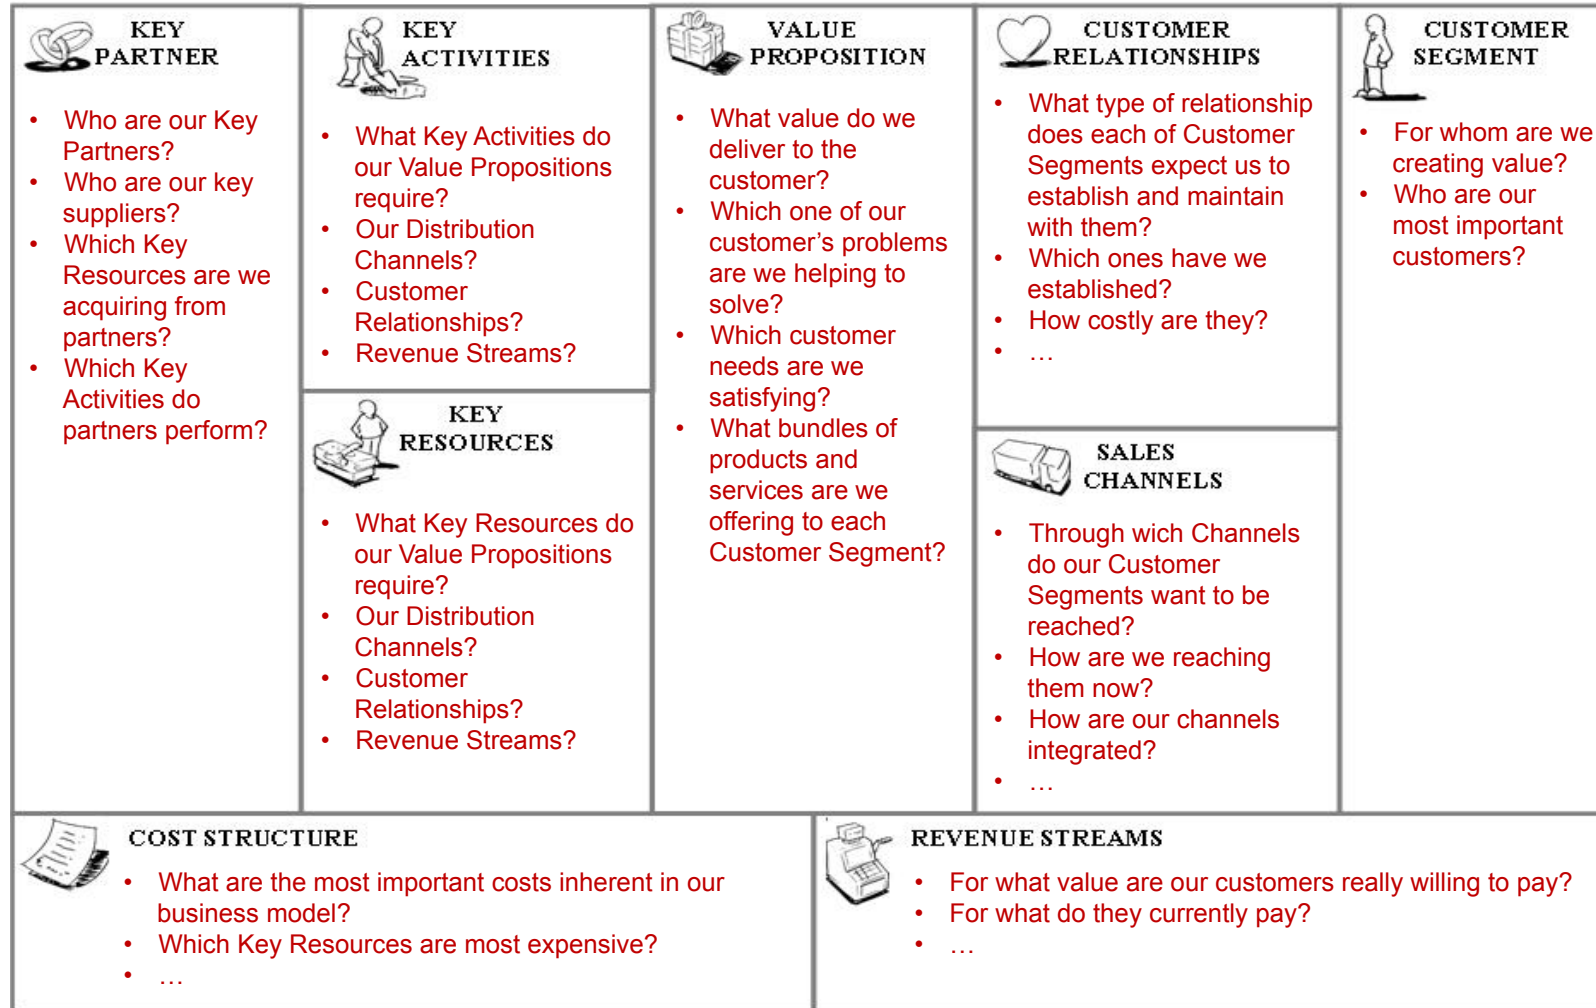 KEY
PARTNER
• Who are our Key
Partners?
• Who are our key
suppliers?
• Which Key
Resources are we
acquiring from
partners?
• Which Key
Activities do
partners perform?
KEY
ACTIVITIES
• What Key Activities do
our Value Propositions
require?
• Our Distribution
Channels?
• Customer
Relationships?
• Revenue Streams?
KEY
RESOURCES
• What Key Resources do
our Value Propositions
require?
• Our Distribution
Channels?
• Customer
Relationships?
• Revenue Streams?
VALUE
PROPOSITION
• What value do we
deliver to the
customer?
• Which one of our
customer’s problems
are we helping to
solve?
• Which customer
needs are we
satisfying?
• What bundles of
products and
services are we
offering to each
Customer Segment?
CUSTOMER
RELATIONSHIPS
• What type of relationship
does each of Customer
Segments expect us to
establish and maintain
with them?
• Which ones have we
established?
• How costly are they?
• …
SALES
CHANNELS
• Through wich Channels
do our Customer
Segments want to be
reached?
• How are we reaching
them now?
• How are our channels
integrated?
• …
CUSTOMER
SEGMENT
• For whom are we
creating value?
• Who are our
most important
customers?
COST STRUCTURE
• What are the most important costs inherent in our
business model?
• Which Key Resources are most expensive?
• …
REVENUE STREAMS
• For what value are our customers really willing to pay?
• For what do they currently pay?
• …